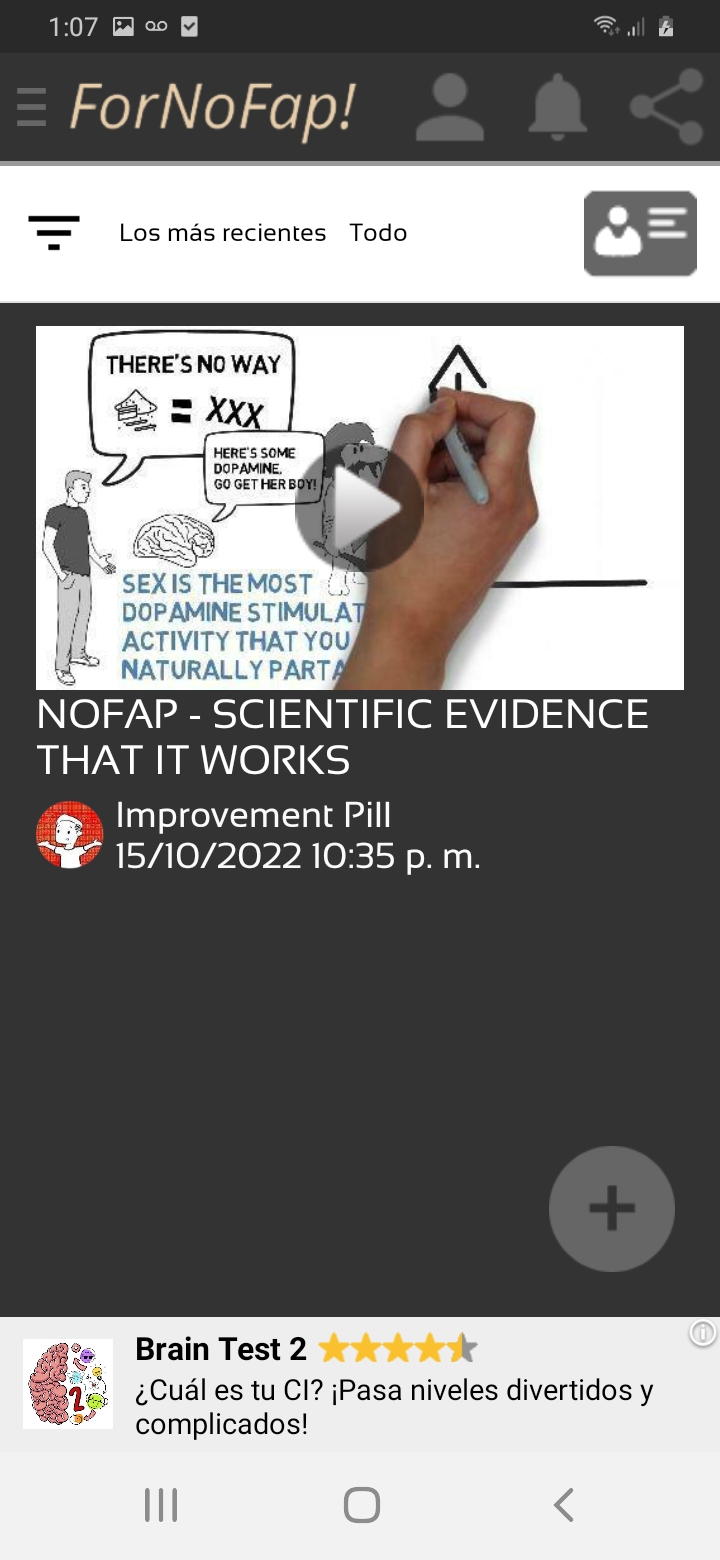 1:07
ForNoFap!
Los más recientes Todo
THERE'S NO WAY
= XXX
HERE'S SOME
DOPAMINE.
GO GET HER BOY!
SEX IS THE MOST
DOPAMINE STIMULAT
ACTIVITY THAT YOU
NATURALLY PARTA
NOFAP - SCIENTIFIC EVIDENCE
THAT IT WORKS
Improvement Pill
15/10/2022 10:35 p. m.
Brain Test 2
¿Cuál es tu CI? ¡Pasa niveles divertidos y
complicados!
2